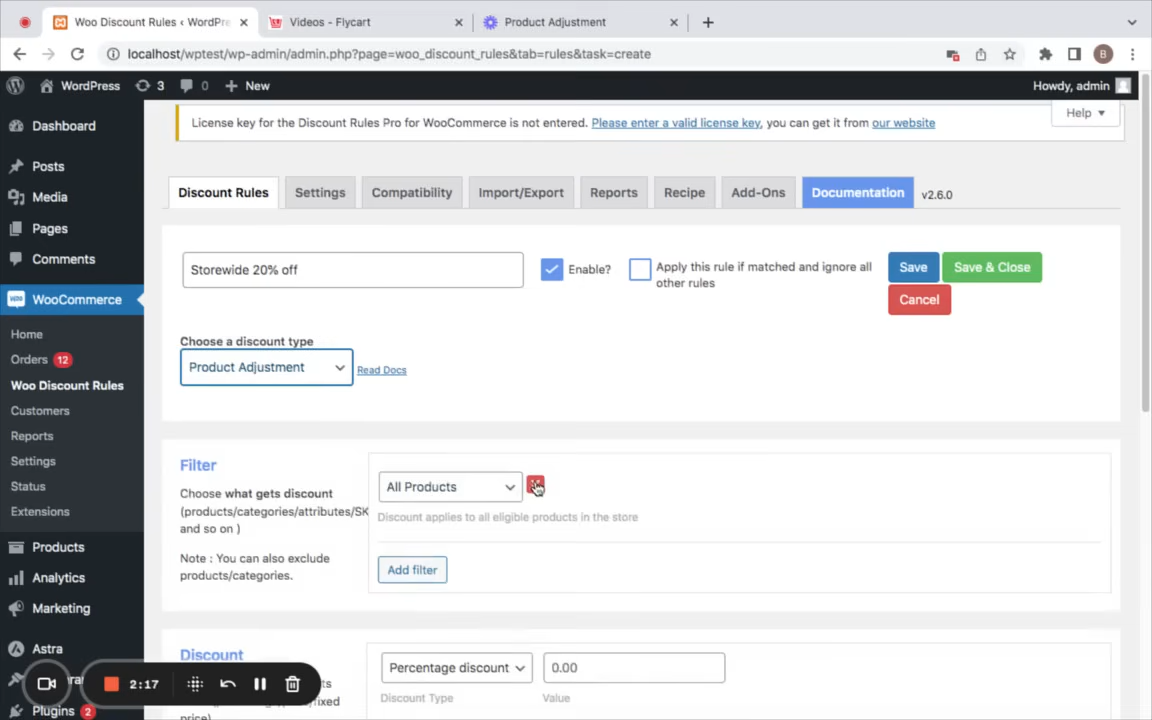 Woo Discount Rules ‹ WordPre
Videos - Flycart
Product Adjustment
localhost/wptest/wp-admin/admin.php?page=woo_discount_rules&tab=rules&task=create
B
WordPress
3
0
New
Howdy, admin
Dashboard
Posts
Media
Pages
Comments
WooCommerce
Home
Orders 12
Woo Discount Rules
Customers
Reports
Settings
Status
Extensions
Products
Analytics
Marketing
Astra
Plugins 2
License key for the Discount Rules Pro for WooCommerce is not entered. Please enter a valid license key, you can get it from our website
Help
Discount Rules
Settings
Compatibility
Import/Export
Reports
Recipe
Add-Ons
Documentation
v2.6.0
Storewide 20% off
Enable?
Apply this rule if matched and ignore all
other rules
Save
Save & Close
Cancel
Choose a discount type
Product Adjustment
Read Docs
Filter
Choose what gets discount
(products/categories/attributes/SK
and so on )
Note : You can also exclude
products/categories.
All Products
Discount applies to all eligible products in the store
Add filter
Discount
Percentage discount
0.00
Discount Type
Value
2:17
price)